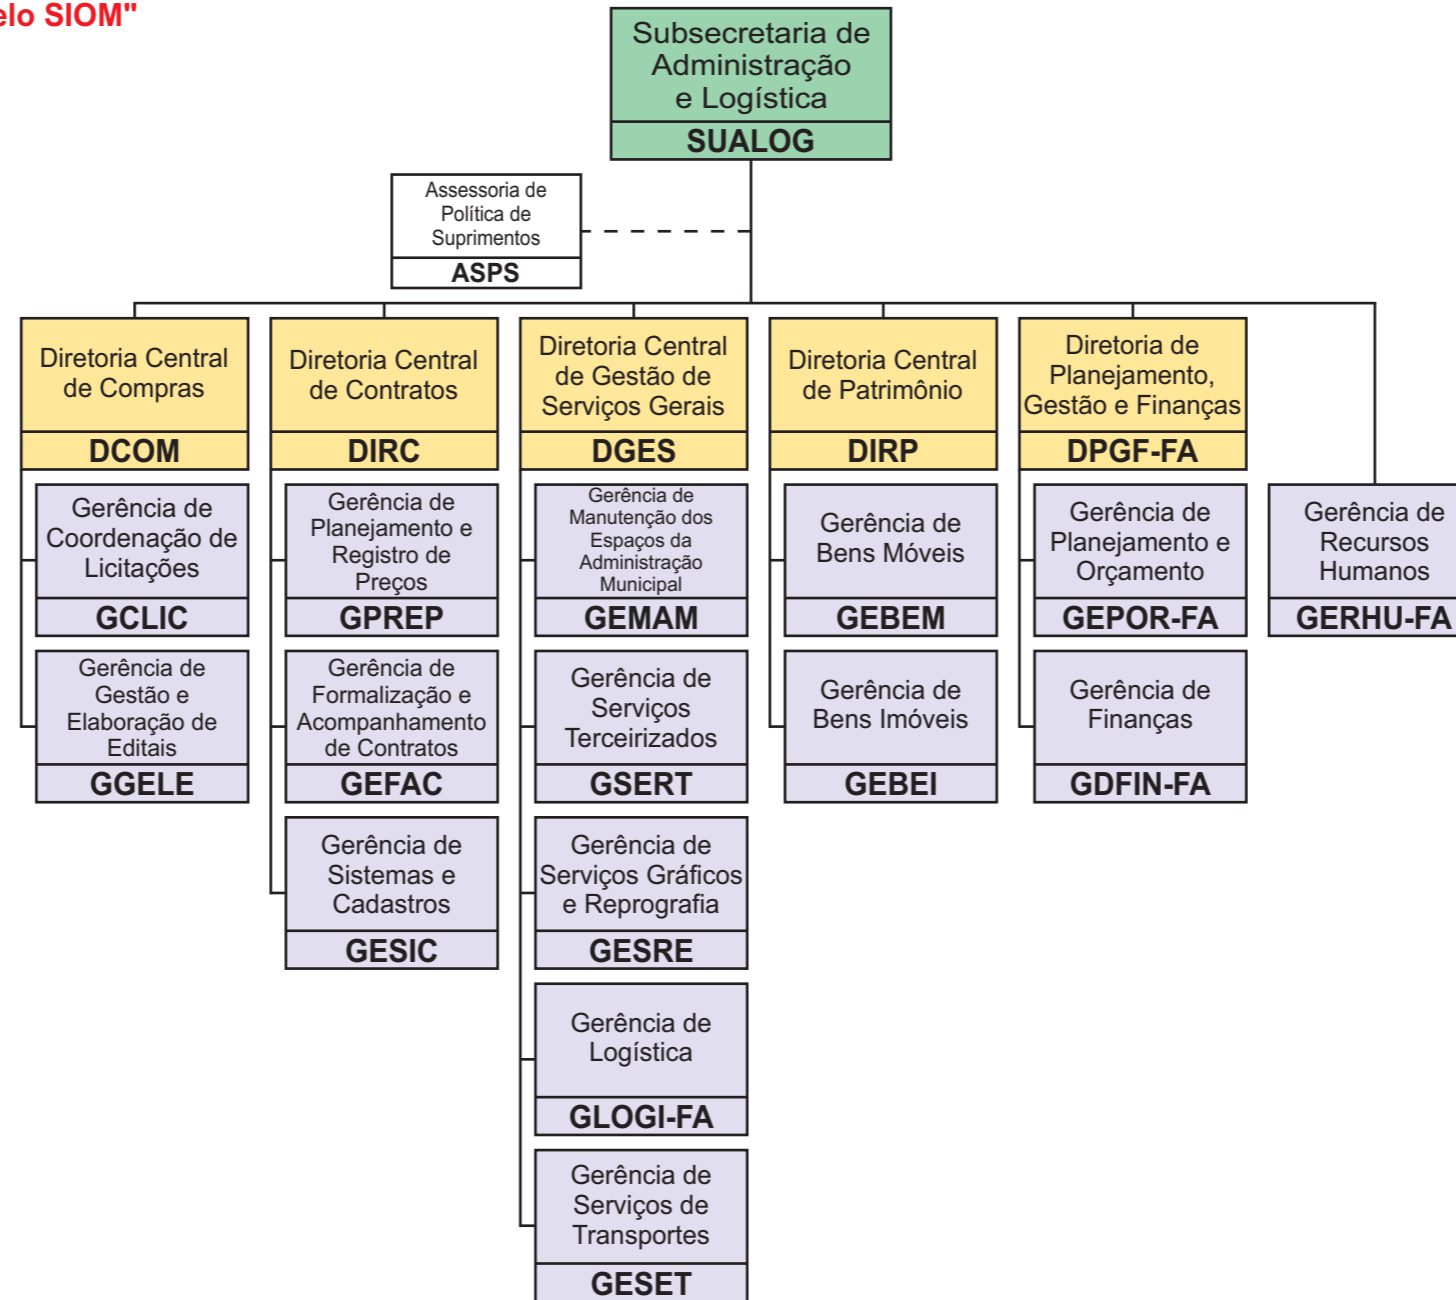 elo SIOM"
Subsecretaria de
Administração
e Logística
SUALOG
Assessoria de
Política de
Suprimentos
ASPS
Diretoria Central
de Compras
DCOM
Diretoria Central
de Contratos
DIRC
Diretoria Central
de Gestão de
Serviços Gerais
DGES
Diretoria Central
de Patrimônio
DIRP
Diretoria de
Planejamento,
Gestão e Finanças
DPGF-FA
Gerência de
Coordenação de
Licitações
GCLIC
Gerência de
Planejamento e
Registro de
Preços
GPREP
Gerência de
Manutenção dos
Espaços da
Administração
Municipal
GEMAM
Gerência de
Bens Móveis
GEBEM
Gerência de
Planejamento e
Orçamento
GEPOR-FA
Gerência de
Recursos
Humanos
GERHU-FA
Gerência de
Gestão e
Elaboração de
Editais
GGELE
Gerência de
Formalização e
Acompanhamento
de Contratos
GEFAC
Gerência de
Serviços
Terceirizados
GSERT
Gerência de
Bens Imóveis
GEBEI
Gerência de
Finanças
GDFIN-FA
Gerência de
Sistemas e
Cadastros
GESIC
Gerência de
Serviços Gráficos
e Reprografia
GESRE
Gerência de
Logística
GLOGI-FA
Gerência de
Serviços de
Transportes
GESET